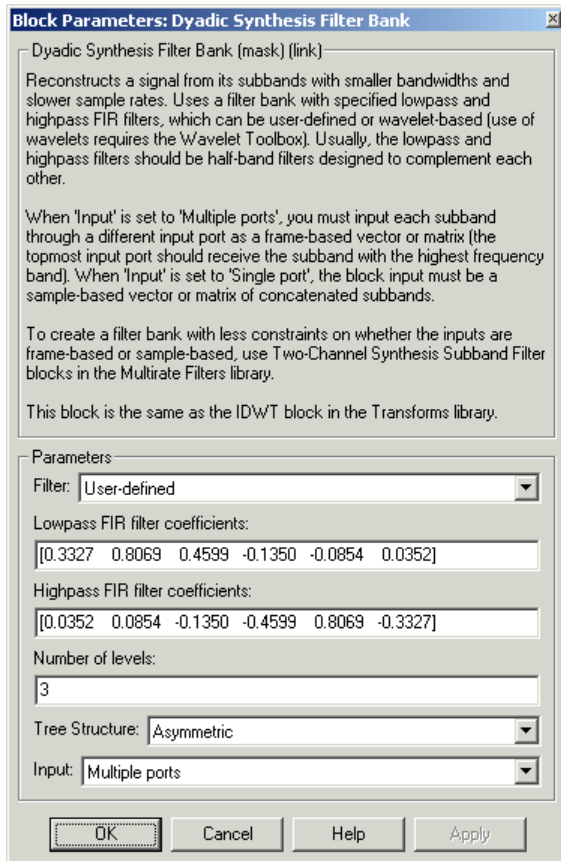 Block Parameters: Dyadic Synthesis Filter Bank
Dyadic Synthesis Filter Bank (mask) (link)
Reconstructs a signal from its subbands with smaller bandwidths and
slower sample rates. Uses a filter bank with specified lowpass and
highpass FIR filters, which can be user-defined or wavelet-based (use of
wavelets requires the Wavelet Toolbox). Usually, the lowpass and
highpass filters should be half-band filters designed to complement each
other.
When 'Input' is set to 'Multiple ports', you must input each subband
through a different input port as a frame-based vector or matrix (the
topmost input port should receive the subband with the highest frequency
band). When 'Input' is set to 'Single port', the block input must be a
sample-based vector or matrix of concatenated subbands.
To create a filter bank with less constraints on whether the inputs are
frame-based or sample-based, use Two-Channel Synthesis Subband Filter
blocks in the Multirate Filters library.
This block is the same as the IDWT block in the Transforms library.
Parameters
Filter: User-defined
Lowpass FIR filter coefficients:
[0.3327 0.8069 0.4599 -0.1350 -0.0854 0.0352]
Highpass FIR filter coefficients:
[0.0352 0.0854 -0.1350 -0.4599 0.8069 -0.3327]
Number of levels:
3
Tree Structure: Asymmetric
Input: Multiple ports
OK Cancel Help Apply